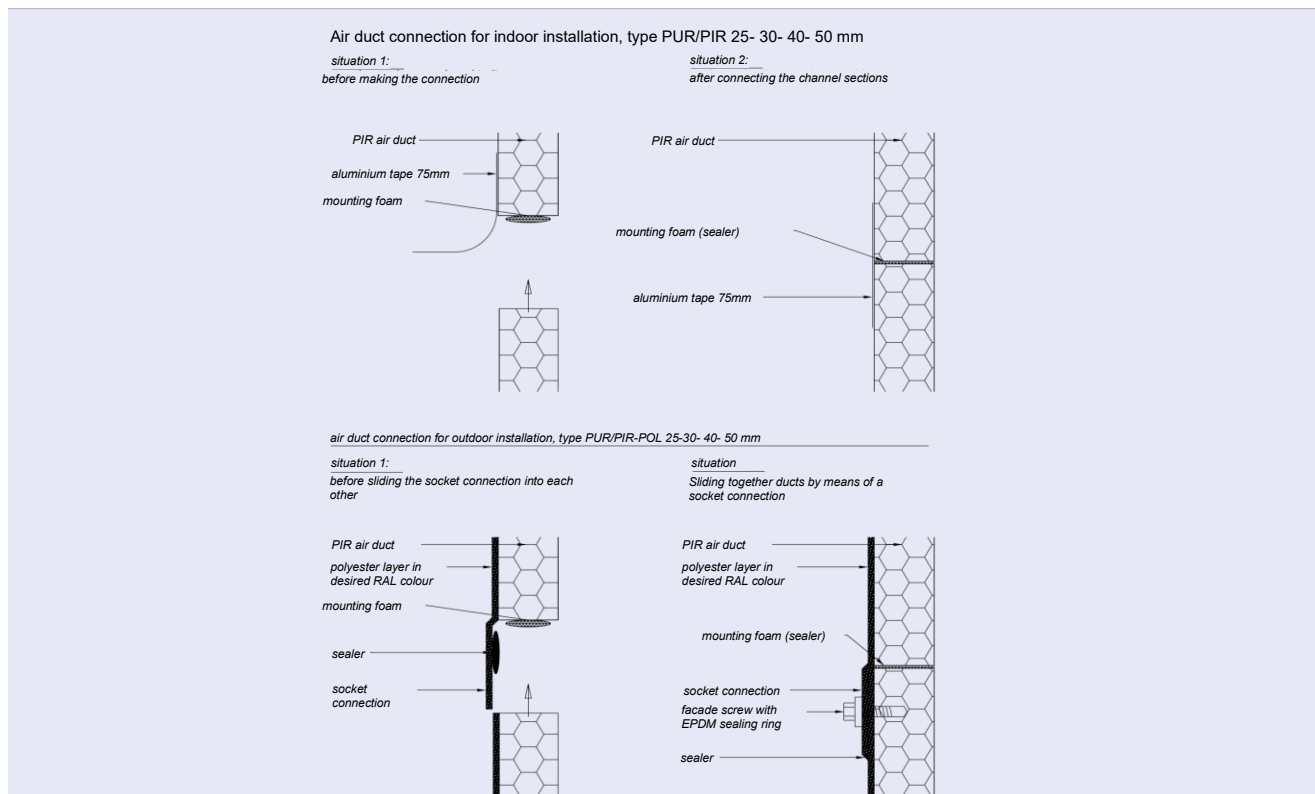 Air duct connection for indoor installation, type PUR/PIR 25- 30- 40- 50 mm
situation 1:
before making the connection
situation 2:
after connecting the channel sections
PIR air duct
aluminium tape 75mm
mounting foam
PIR air duct
mounting foam (sealer)
aluminium tape 75mm
air duct connection for outdoor installation, type PUR/PIR-POL 25-30- 40- 50 mm
situation 1:
before sliding the socket connection into each
other
situation
Sliding together ducts by means of a
socket connection
PIR air duct
polyester layer in
desired RAL colour
mounting foam
sealer
socket
connection
PIR air duct
polyester layer in
desired RAL colour
mounting foam (sealer)
socket connection
facade screw with
EPDM sealing ring
sealer